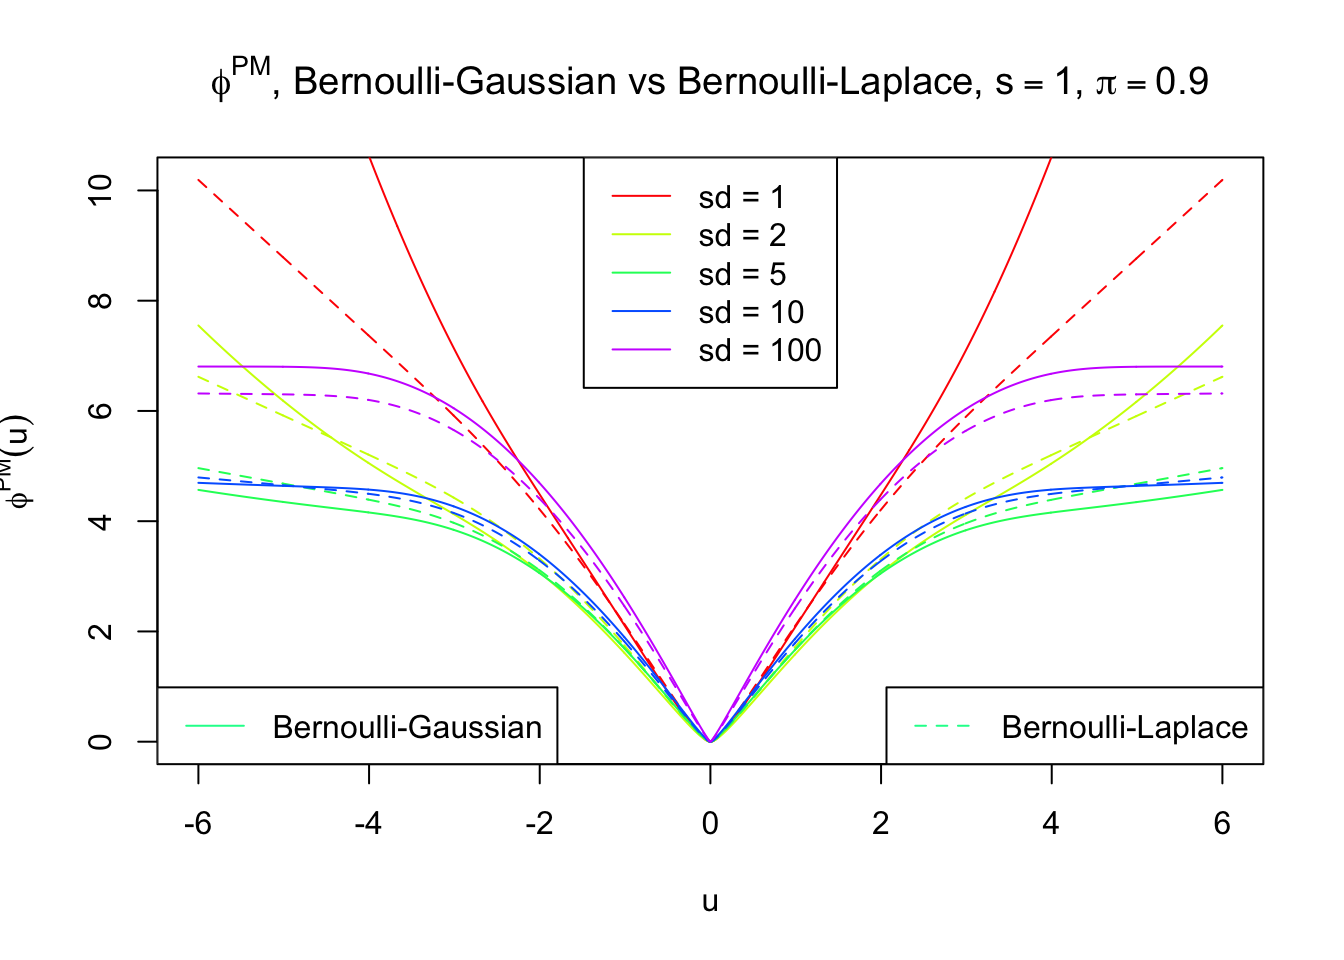 ϕ^PM, Bernoulli-Gaussian vs Bernoulli-Laplace, s = 1, π = 0.9
sd = 1
sd = 2
sd = 5
sd = 10
sd = 100
ϕ^PM(u)
10
8
6
4
2
0
Bernoulli-Gaussian
Bernoulli-Laplace
-6 -4 -2 0 2 4 6
u